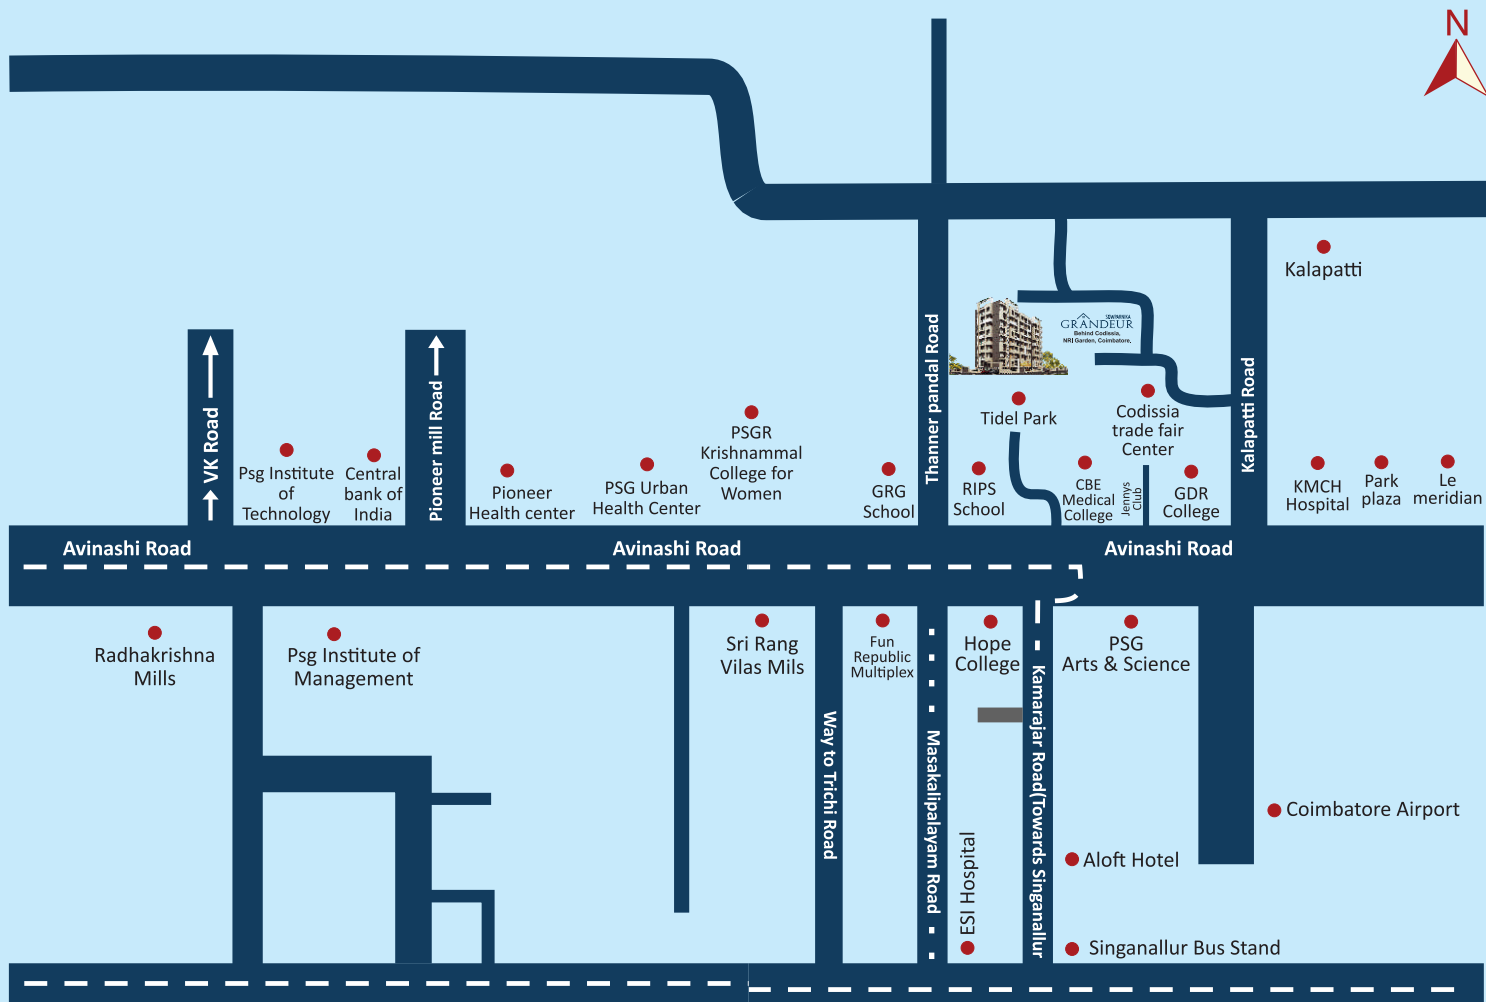 N
Kalapatti
SOWPARNIKA
GRANDEUR
Behind Codissia,
NRI Garden, Coimbatore.
Thanner pandal Road
Kalapatti Road
VK Road
Pioneer mill Road
Tidel Park
Codissia
trade fair
Center
PSGR
Krishnammal
College for
Women
Psg Institute
of
Technology
Central
bank of
India
Pioneer
Health center
PSG Urban
Health Center
GRG
School
RIPS
School
CBE
Medical
College
Jennys
Club
GDR
College
KMCH
Hospital
Park
plaza
Le
meridian
Avinashi Road
Avinashi Road
Avinashi Road
Radhakrishna
Mills
Psg Institute of
Management
Sri Rang
Vilas Mils
Fun
Republic
Multiplex
Hope
College
PSG
Arts & Science
Way to Trichi Road
Masakalipalayam Road
Kamarajar Road(Towards Singanallur
ESI Hospital
Coimbatore Airport
Aloft Hotel
Singanallur Bus Stand